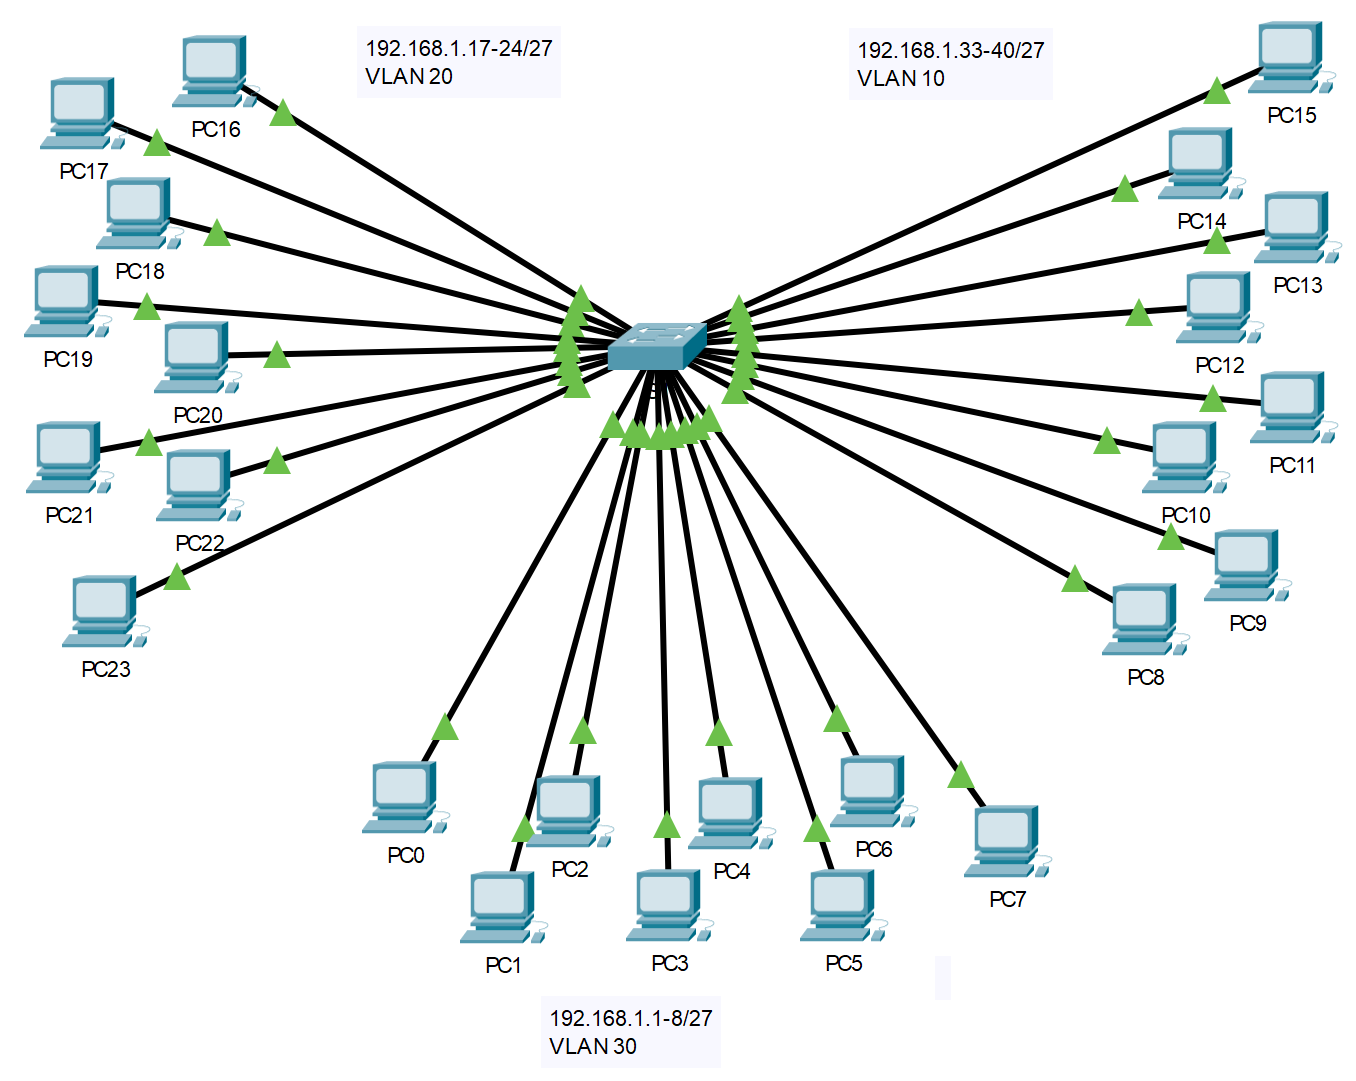 192.168.1.17-24/27
VLAN 20
192.168.1.33-40/27
VLAN 10
PC16
PC15
PC17
PC14
PC18
PC13
PC19
PC12
PC20
PC11
PC21
PC10
PC22
PC9
PC23
PC8
PC0
PC2
PC4
PC6
PC7
PC1
PC3
PC5
192.168.1.1-8/27
VLAN 30